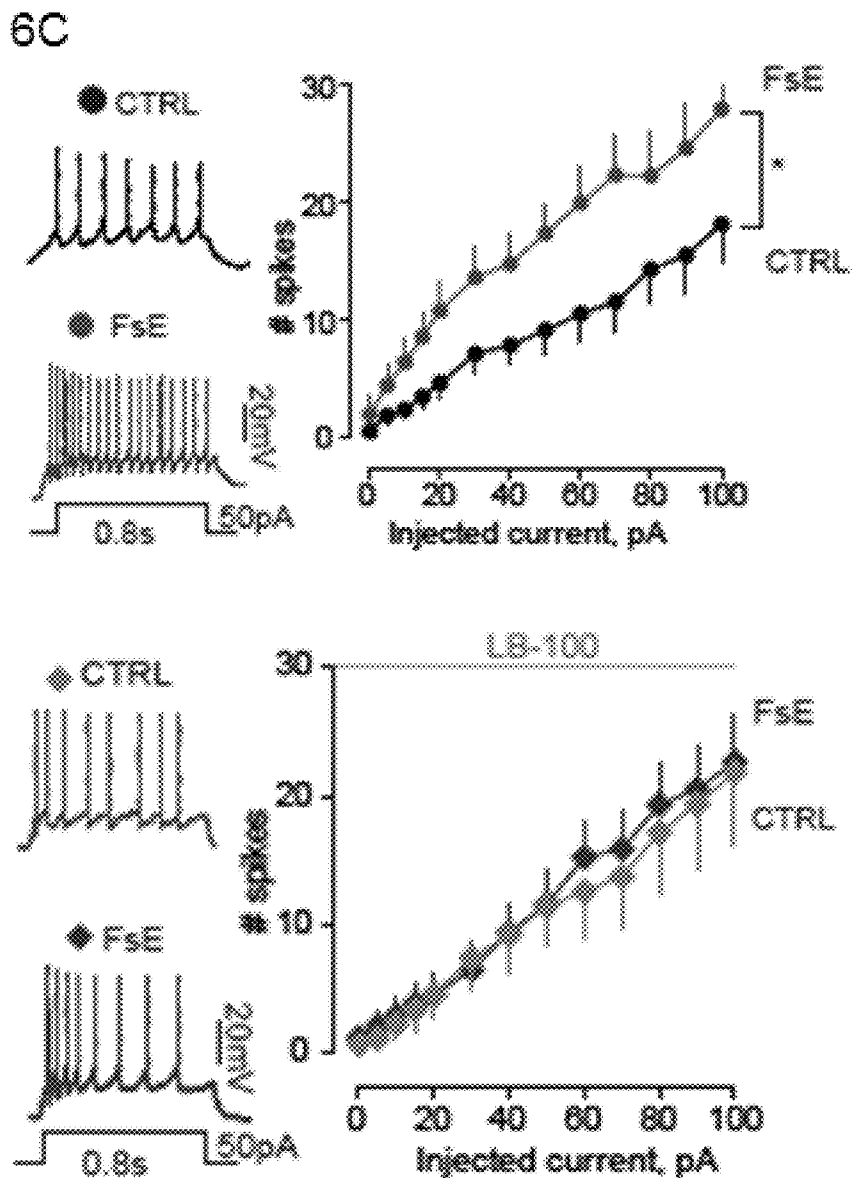 6C
CTRL
FsE
20mV
50pA
0.8s
30
20
10
0
# spikes
FsE
*
CTRL
0 20 40 60 80 100
Injected current, pA
CTRL
FsE
20mV
50pA
0.8s
LB-100
30
20
10
0
# spikes
FsE
CTRL
0 20 40 60 80 100
Injected current, pA